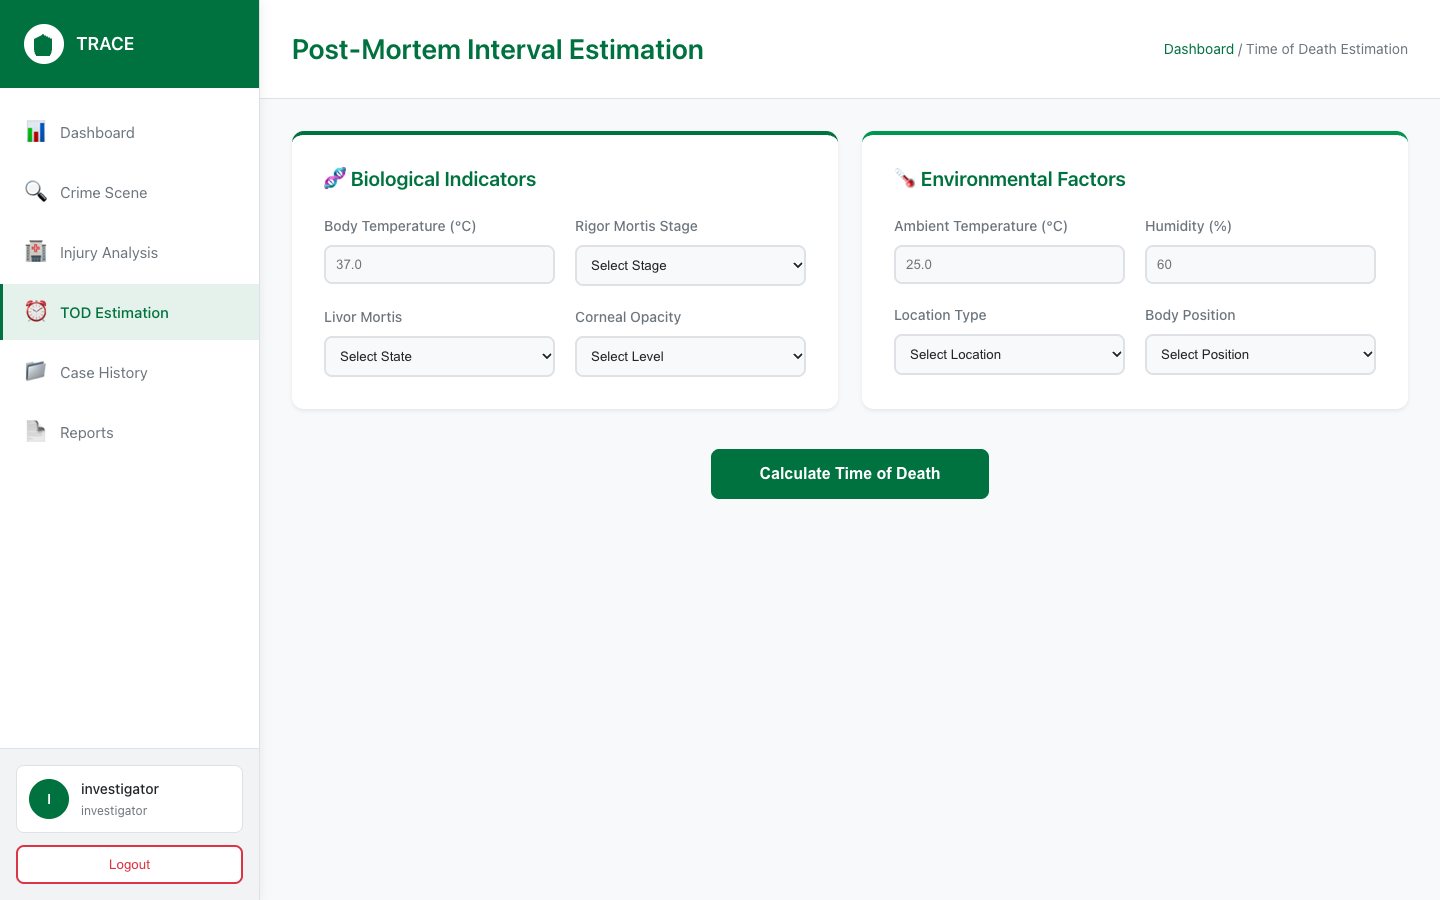 TRACE
Dashboard
Crime Scene
Injury Analysis
TOD Estimation
Case History
Reports
I
investigator
investigator
Logout
Post-Mortem Interval Estimation
Dashboard / Time of Death Estimation
Biological Indicators
Body Temperature (°C)
Rigor Mortis Stage
37.0
Select Stage
Livor Mortis
Corneal Opacity
Select State
Select Level
Environmental Factors
Ambient Temperature (°C)
Humidity (%)
25.0
60
Location Type
Body Position
Select Location
Select Position
Calculate Time of Death